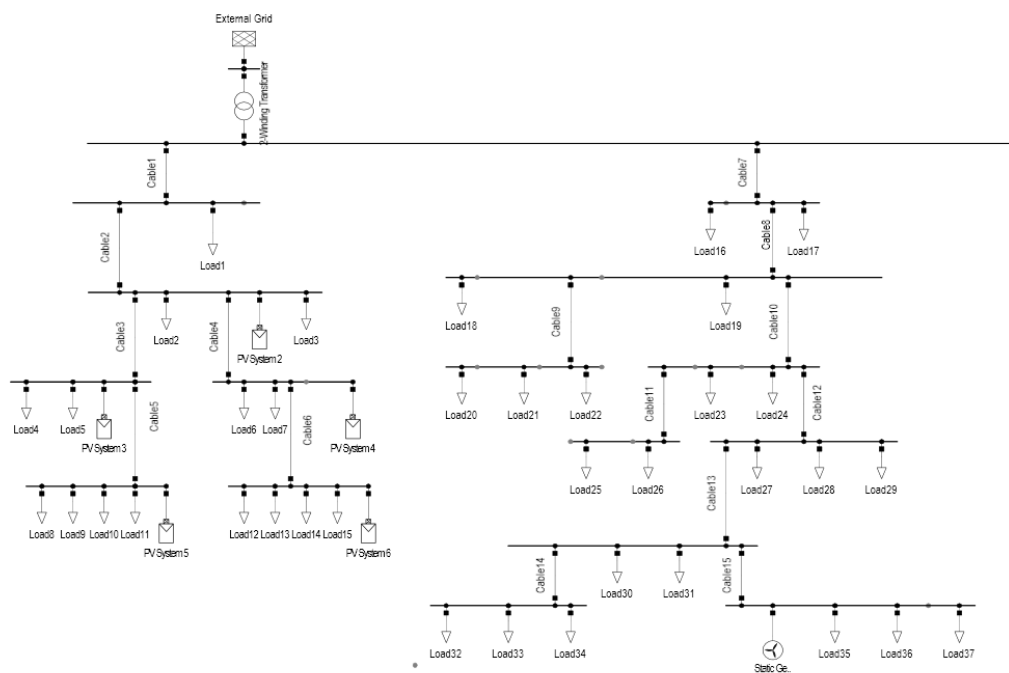 External Grid
2-Winding Transformer
Cable1
Cable7
Load1
Cable2
Load16
Cable8
Load17
Cable3
Load2
Cable4
PV System2
Load3
Load18
Cable9
Load19
Cable10
Load4
Load5
PV System3
Cable5
Load6
Load7
Cable6
PV System4
Load20
Load21
Load22
Cable11
Load23
Load24
Cable12
Load25
Load26
Cable13
Load27
Load28
Load29
Load8
Load9
Load10
Load11
PV System5
Load12
Load13
Load14
Load15
PV System6
Cable14
Load30
Load31
Cable15
Load32
Load33
Load34
Static Ge..
Load35
Load36
Load37